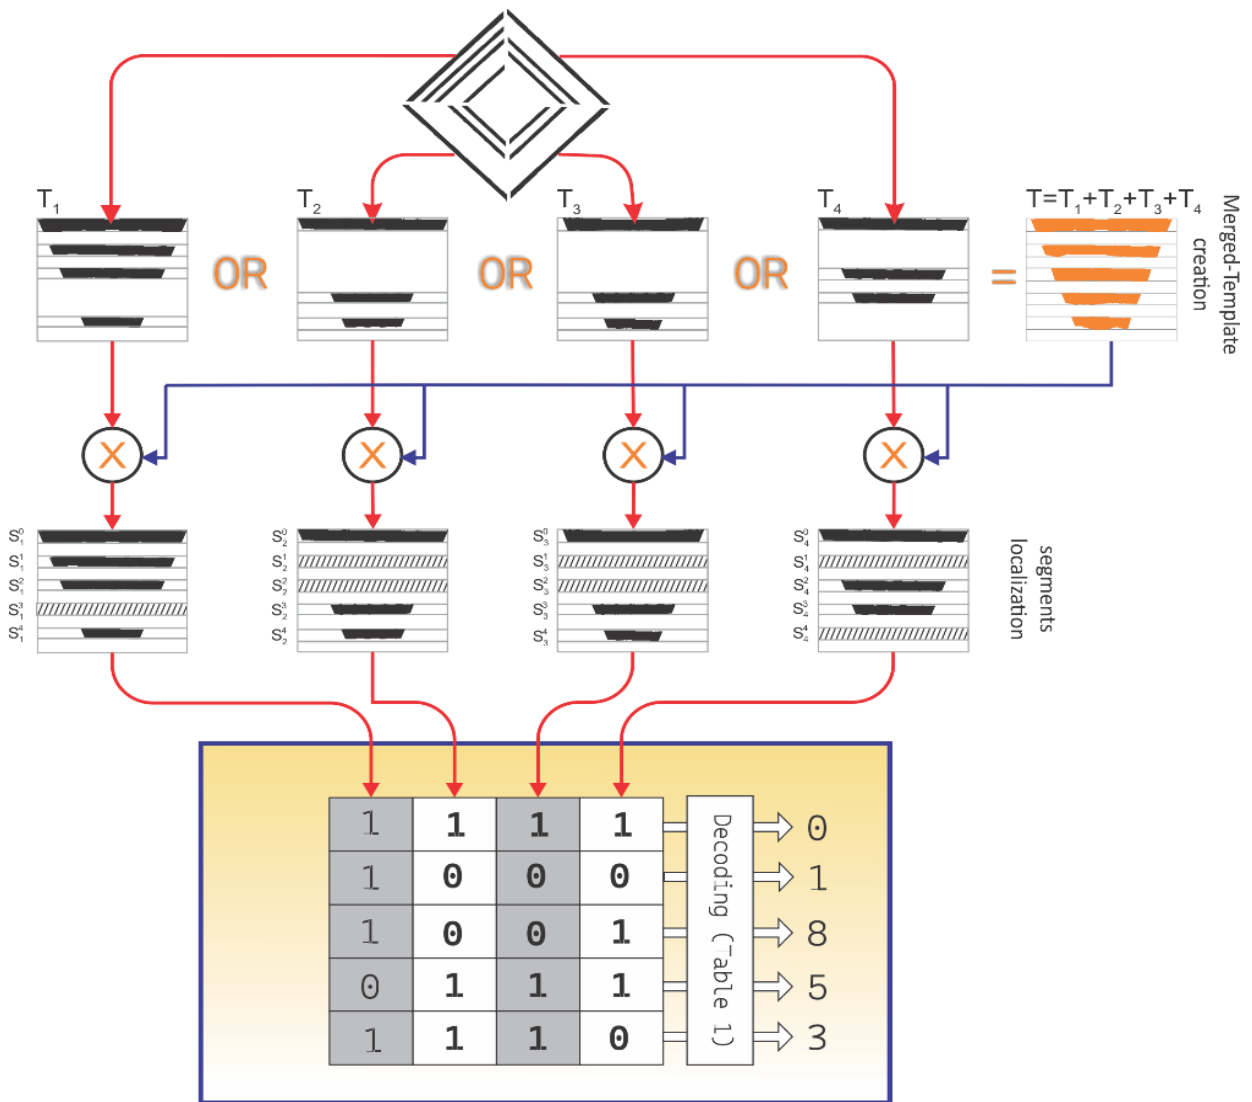 T₁ T₂ T₃ T₄ T=T₁+T₂+T₃+T₄
OR OR OR =
Merged-Template
creation
X X X X
S₁⁰ S₂⁰ S₃⁰ S₄⁰
S₁¹ S₂¹ S₃¹ S₄¹
S₁² S₂² S₃² S₄²
S₁³ S₂³ S₃³ S₄³
S₁⁴ S₂⁴ S₃⁴ S₄⁴
segments
localization
1 1 1 1 0
1 0 0 0 1
1 0 0 1 8
0 1 1 1 5
1 1 1 0 3
Decoding (Table 1)